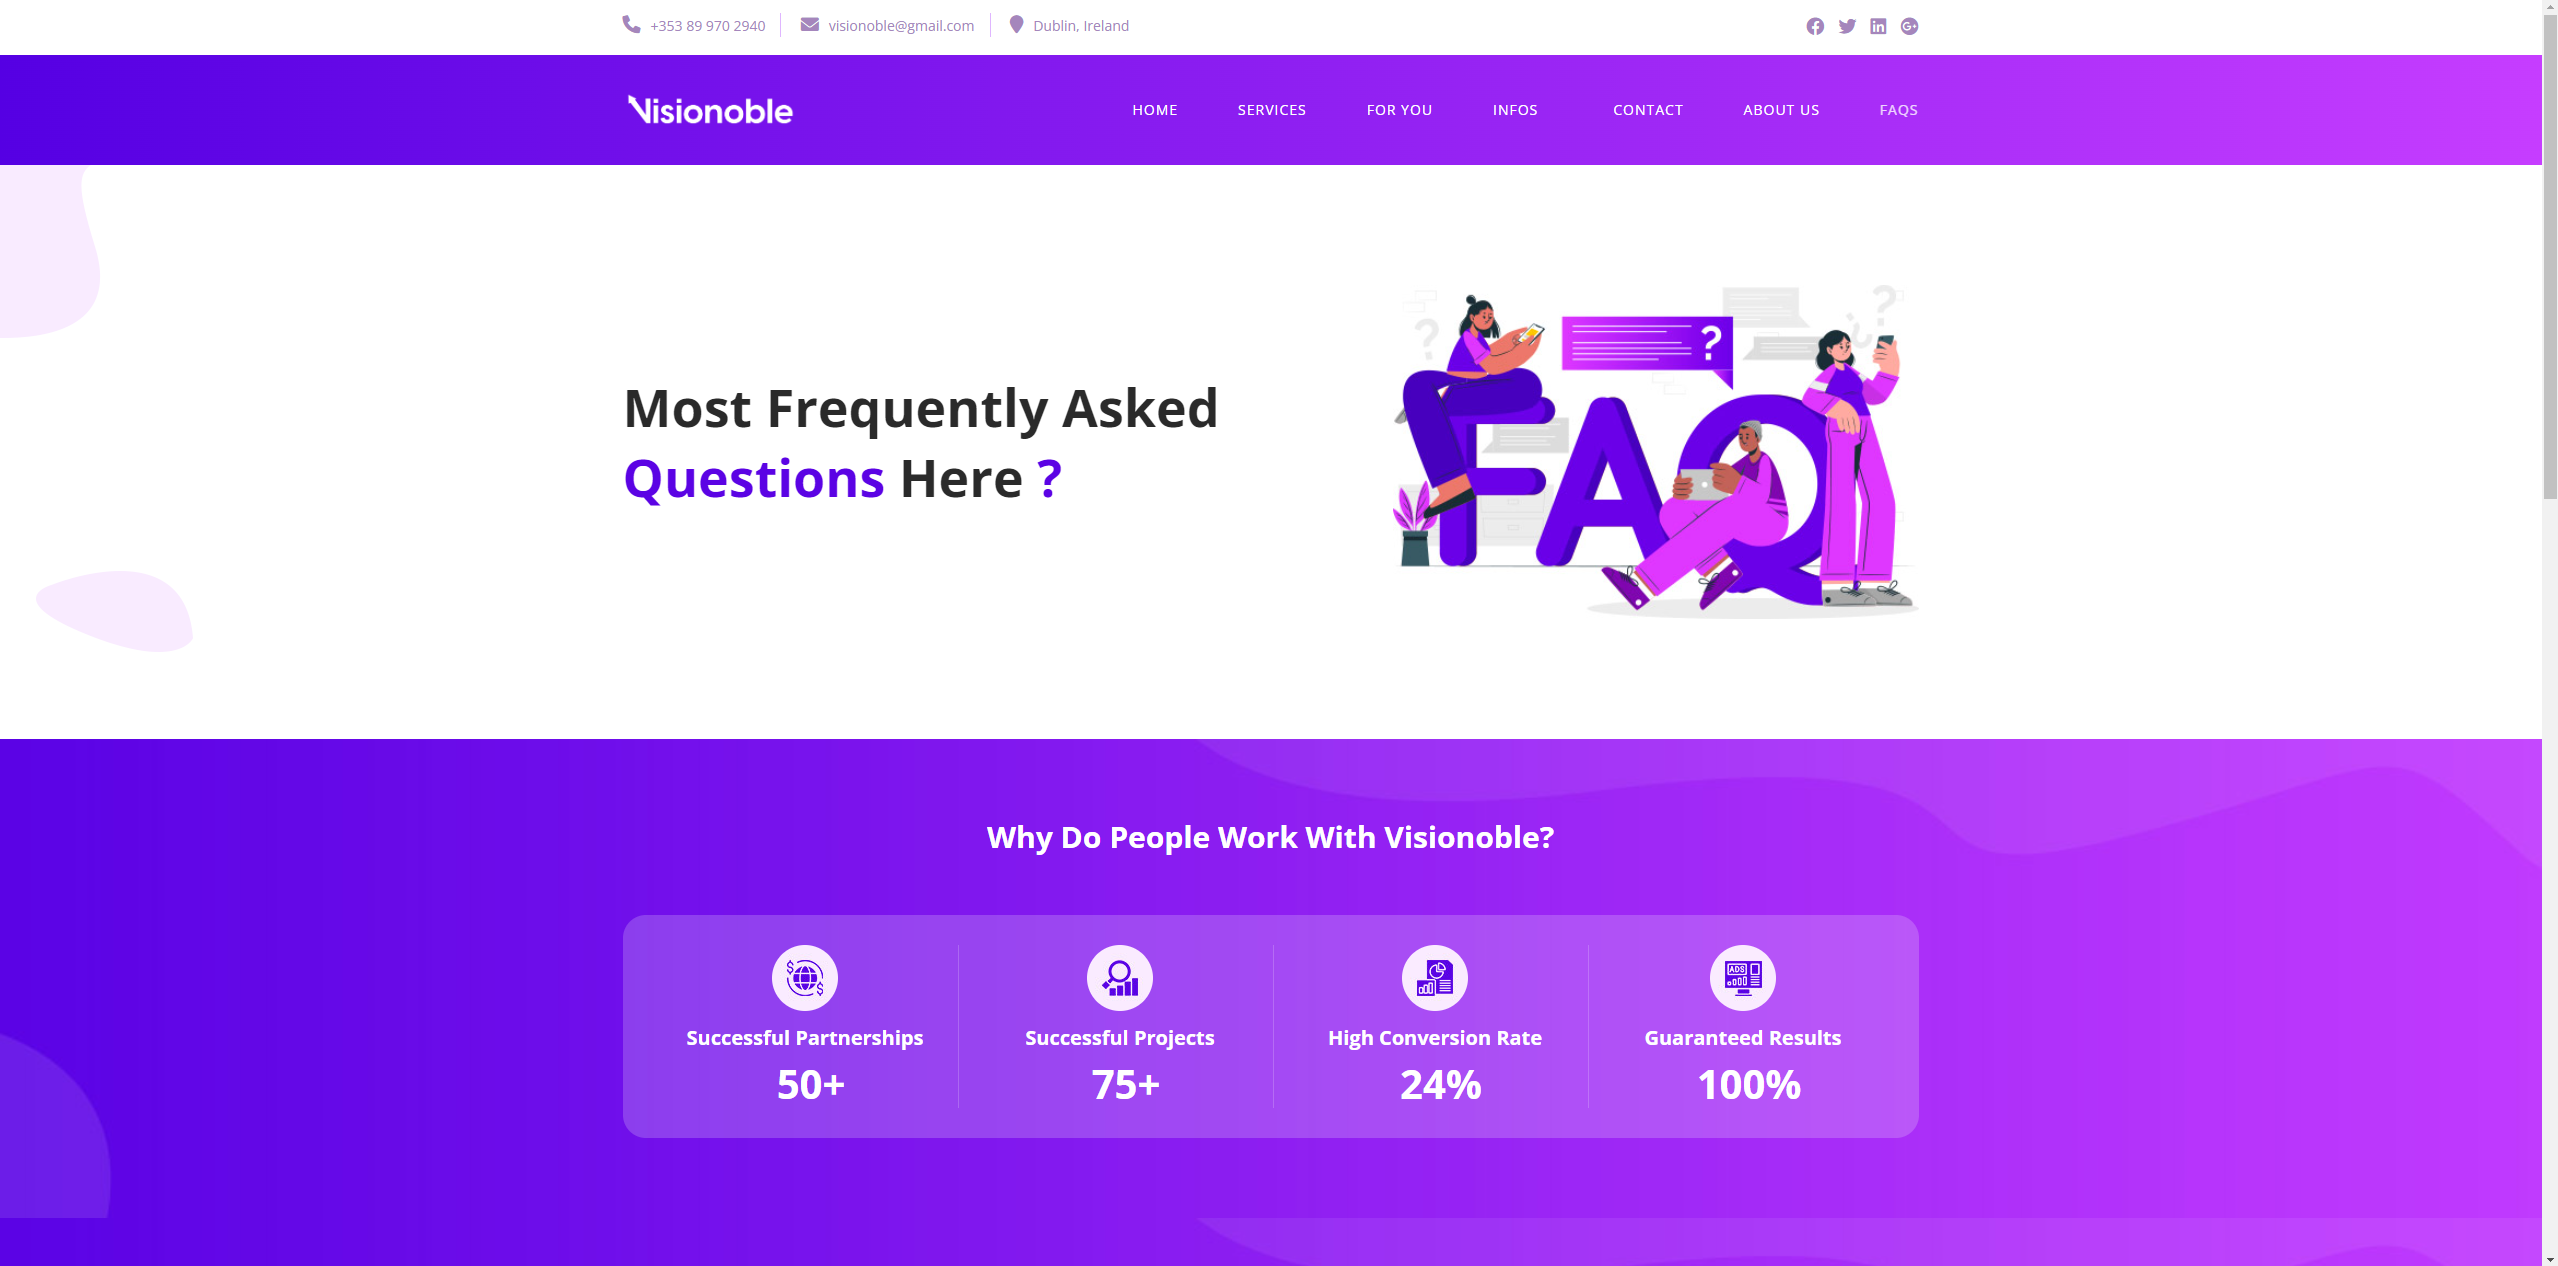 +353 89 970 2940 visionoble@gmail.com Dublin, Ireland
Visionoble HOME SERVICES FOR YOU INFOS CONTACT ABOUT US FAQS
Most Frequently Asked
Questions Here ?
?
?
?
FAQ
Why Do People Work With Visionoble?
Successful Partnerships
50+
Successful Projects
75+
High Conversion Rate
24%
ADS
Guaranteed Results
100%